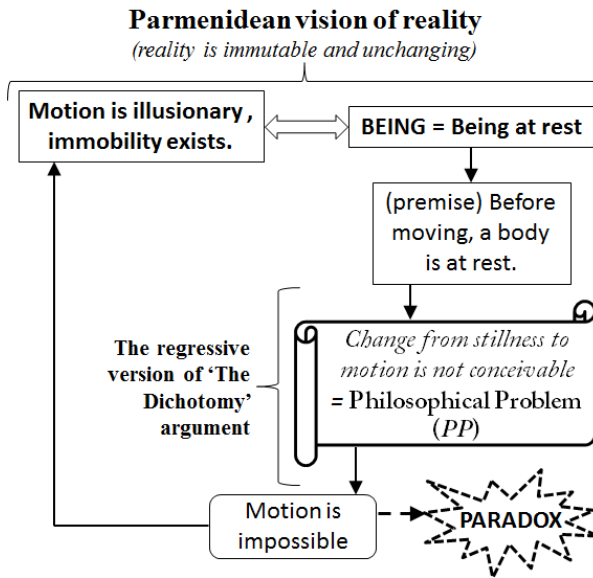 Parmenidean vision of reality
(reality is immutable and unchanging)
Motion is illusionary ,
immobility exists.
BEING = Being at rest
(premise) Before
moving, a body
is at rest.
The regressive
version of ‘The
Dichotomy’
argument
Change from stillness to
motion is not conceivable
= Philosophical Problem
(PP)
Motion is
impossible
PARADOX